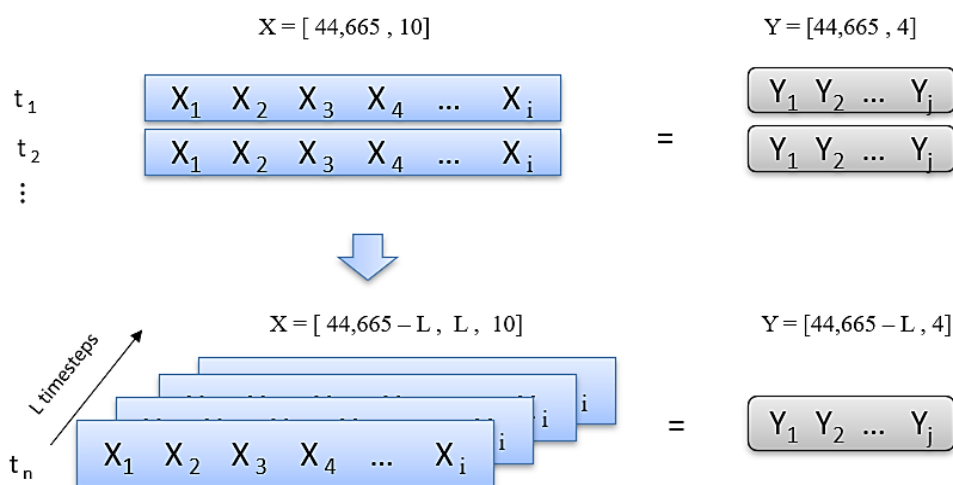 X = [ 44,665 , 10] Y = [44,665 , 4]
t1 X1 X2 X3 X4 ... Xi Y1 Y2 ... Yj
t2 X1 X2 X3 X4 ... Xi = Y1 Y2 ... Yj
⋮
X = [ 44,665 – L , L , 10] Y = [44,665 – L , 4]
L timesteps
i
i
i
tn X1 X2 X3 X4 ... Xi = Y1 Y2 ... Yj